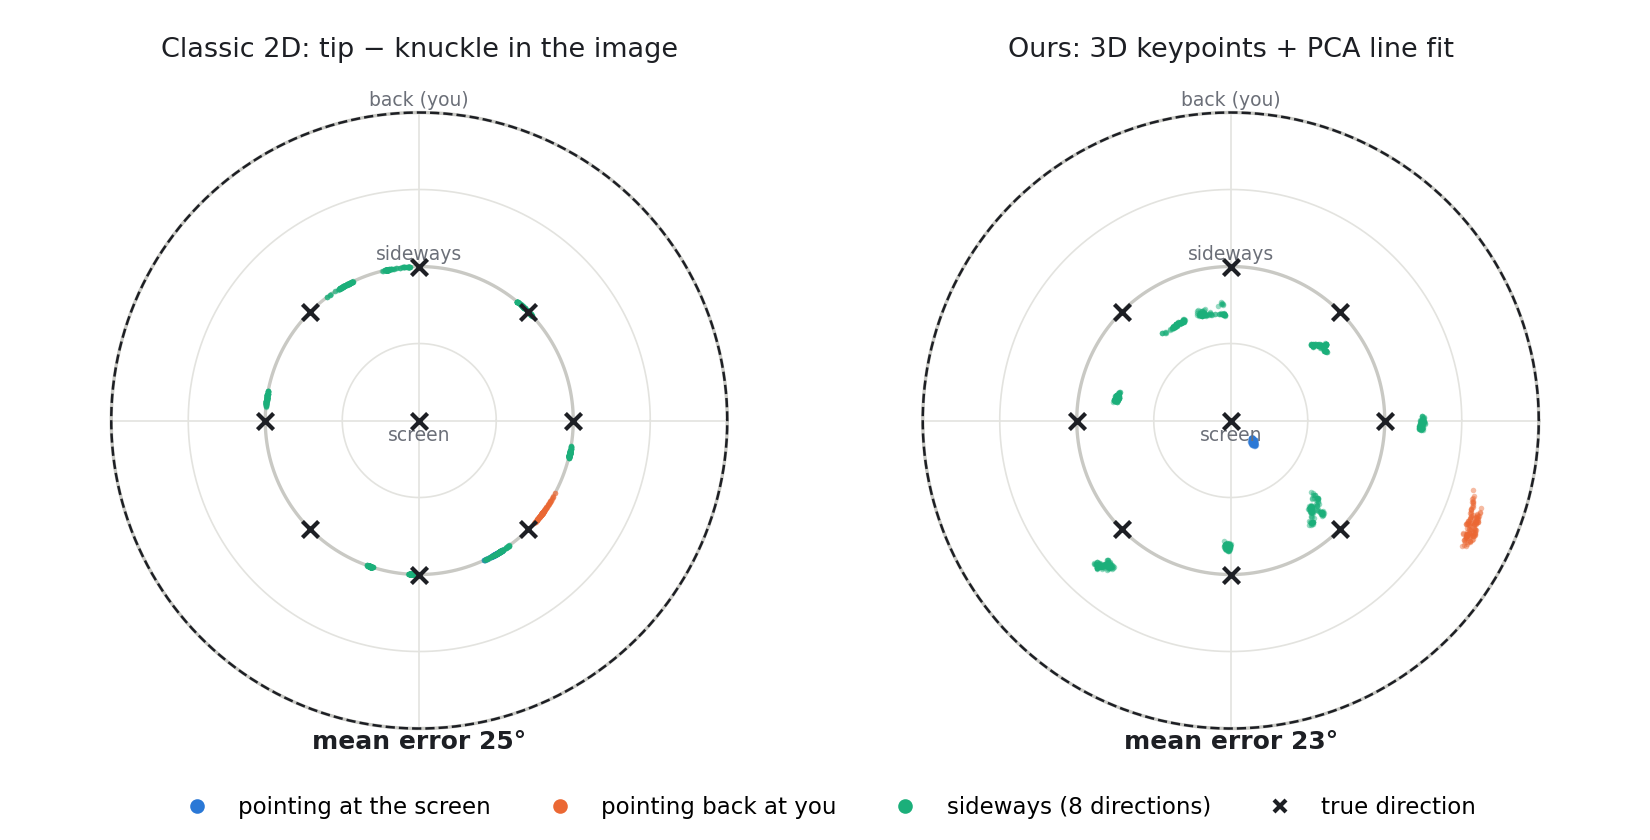 Classic 2D: tip − knuckle in the image
Ours: 3D keypoints + PCA line fit
back (you)
back (you)
sideways
sideways
screen
screen
mean error 25°
mean error 23°
pointing at the screen
pointing back at you
sideways (8 directions)
true direction